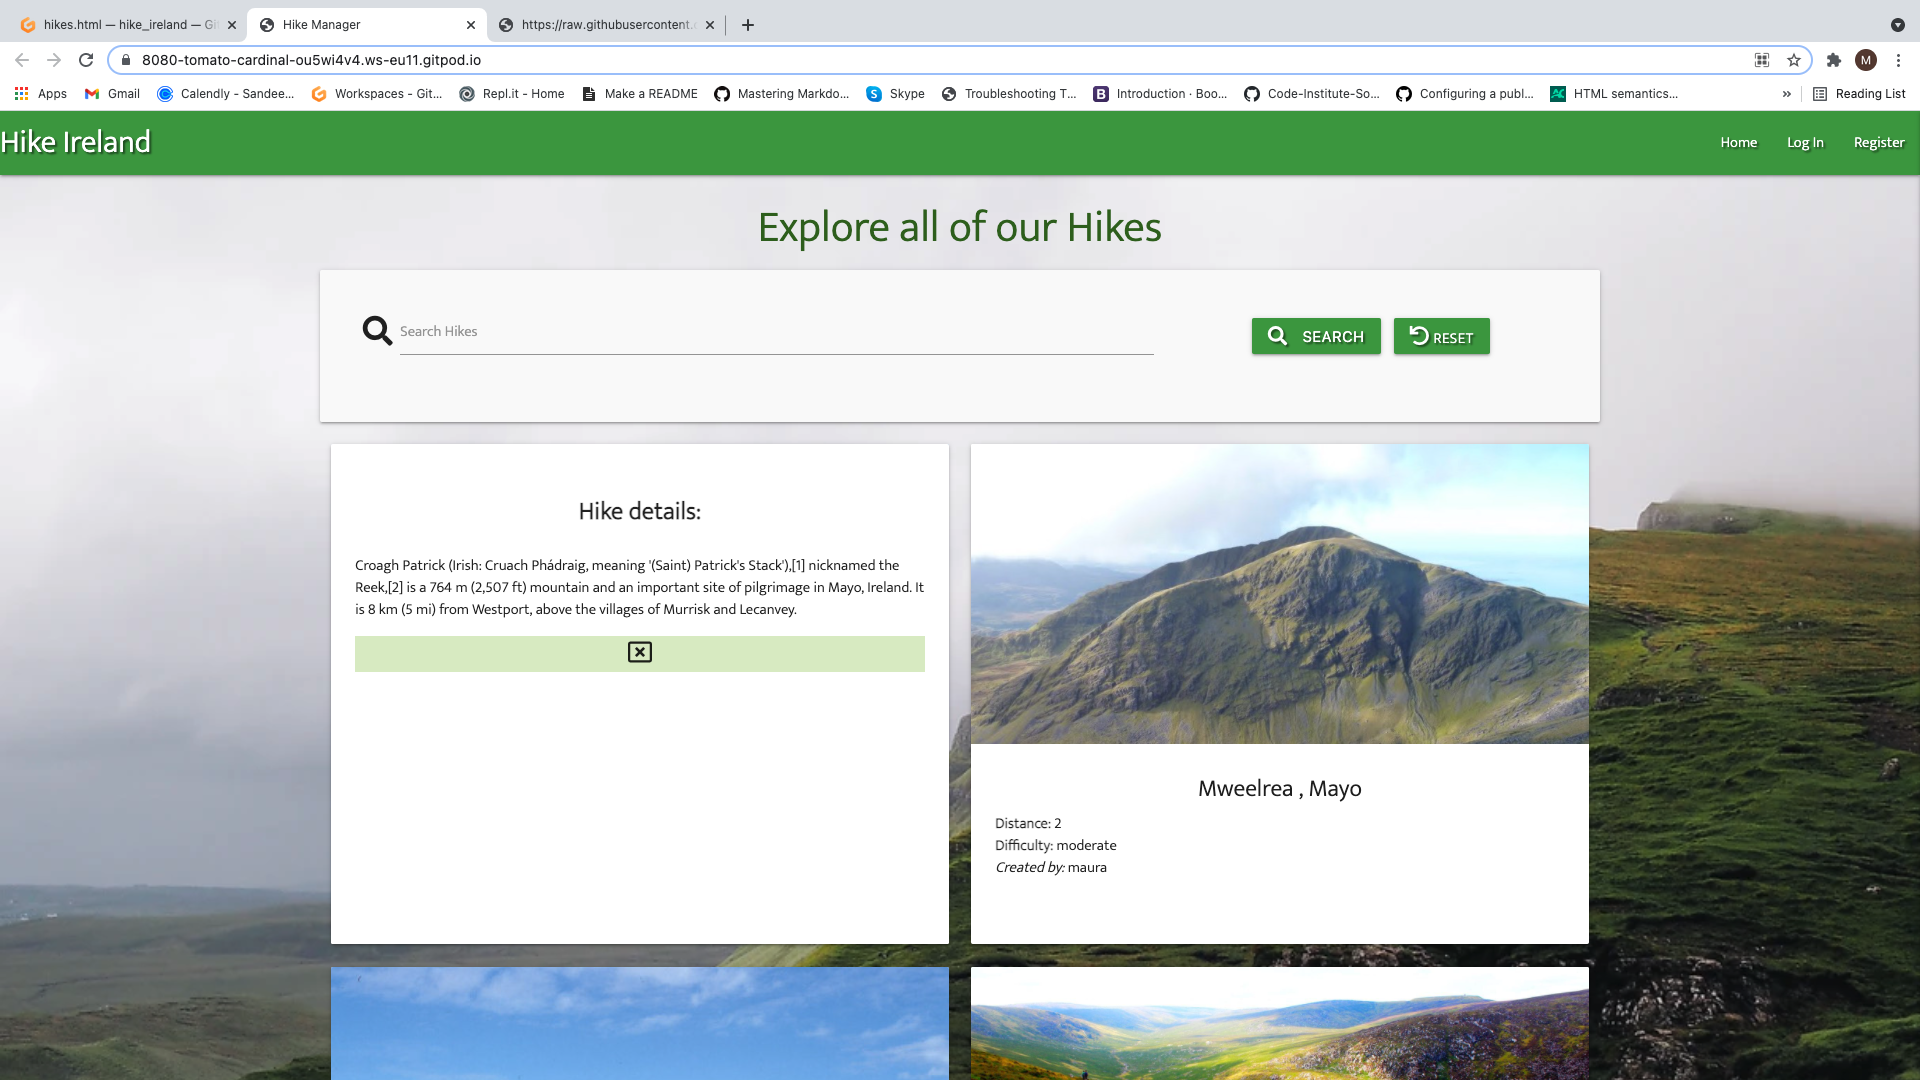 hikes.html — hike_ireland — Gi
Hike Manager
https://raw.githubusercontent.
8080-tomato-cardinal-ou5wi4v4.ws-eu11.gitpod.io
M
Apps
Gmail
Calendly - Sandee...
Workspaces - Git...
Repl.it - Home
Make a README
Mastering Markdo...
Skype
Troubleshooting T...
Introduction · Boo...
Code-Institute-So...
Configuring a publ...
HTML semantics...
»
Reading List
Hike Ireland
Home
Log In
Register
Explore all of our Hikes
Search Hikes
SEARCH
RESET
Hike details:
Croagh Patrick (Irish: Cruach Phádraig, meaning '(Saint) Patrick's Stack'),[1] nicknamed the
Reek,[2] is a 764 m (2,507 ft) mountain and an important site of pilgrimage in Mayo, Ireland. It
is 8 km (5 mi) from Westport, above the villages of Murrisk and Lecanvey.
Mweelrea , Mayo
Distance: 2
Difficulty: moderate
Created by: maura